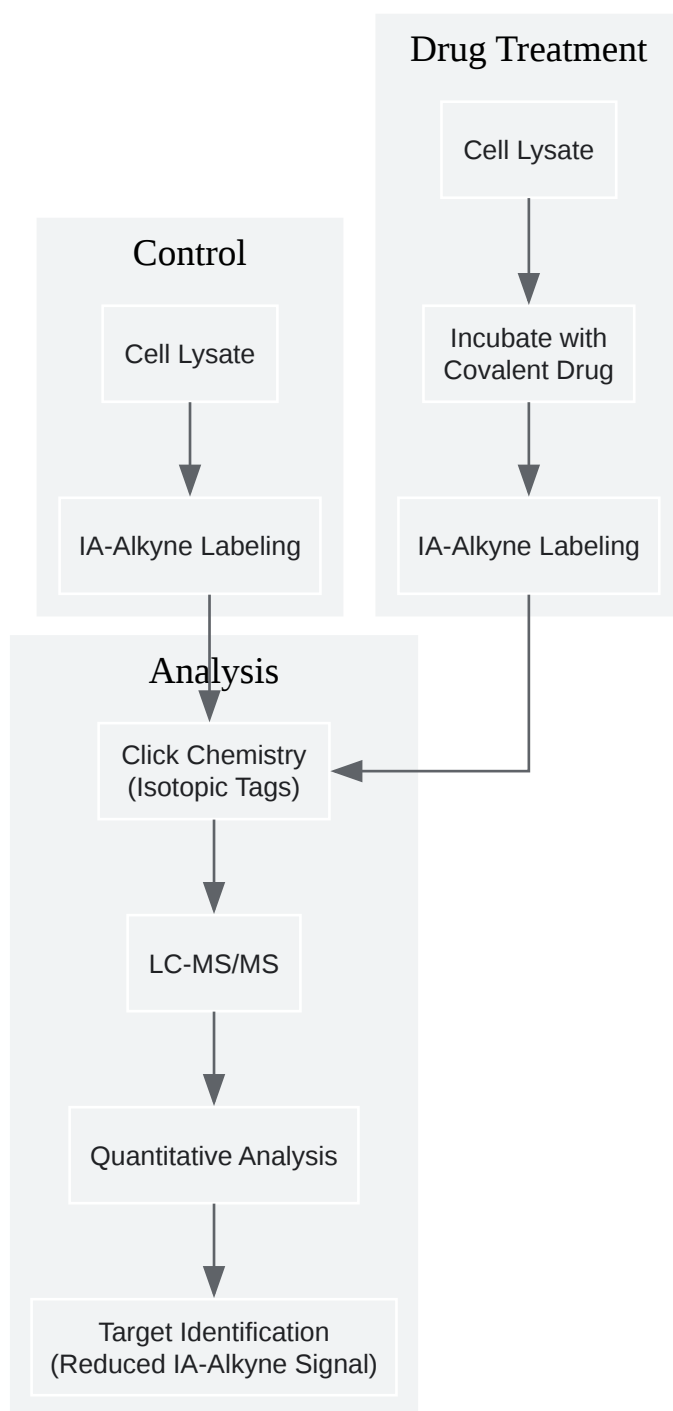 Drug Treatment
Cell Lysate
Incubate with
Covalent Drug
IA-Alkyne Labeling
Control
Cell Lysate
IA-Alkyne Labeling
Analysis
Click Chemistry
(Isotopic Tags)
LC-MS/MS
Quantitative Analysis
Target Identification
(Reduced IA-Alkyne Signal)